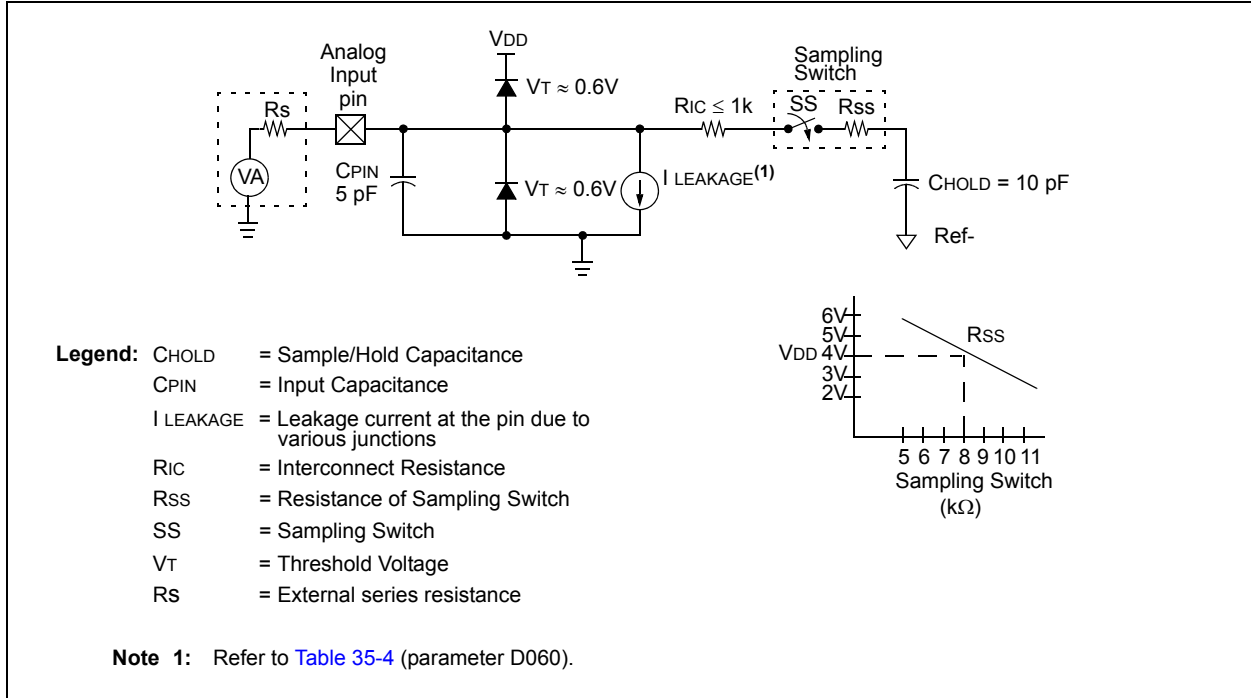 VDD
Analog
Input
pin
Sampling
Switch
VT ≈ 0.6V
RIC ≤ 1k
SS
Rss
Rs
VA
CPIN
5 pF
VT ≈ 0.6V
I LEAKAGE(1)
CHOLD = 10 pF
Ref-
6V
5V
VDD 4V
3V
2V
RSS
5 6 7 8 9 10 11
Sampling Switch
(kΩ)
Legend: CHOLD = Sample/Hold Capacitance
CPIN = Input Capacitance
I LEAKAGE = Leakage current at the pin due to
various junctions
RIC = Interconnect Resistance
RSS = Resistance of Sampling Switch
SS = Sampling Switch
VT = Threshold Voltage
Rs = External series resistance
Note 1: Refer to Table 35-4 (parameter D060).